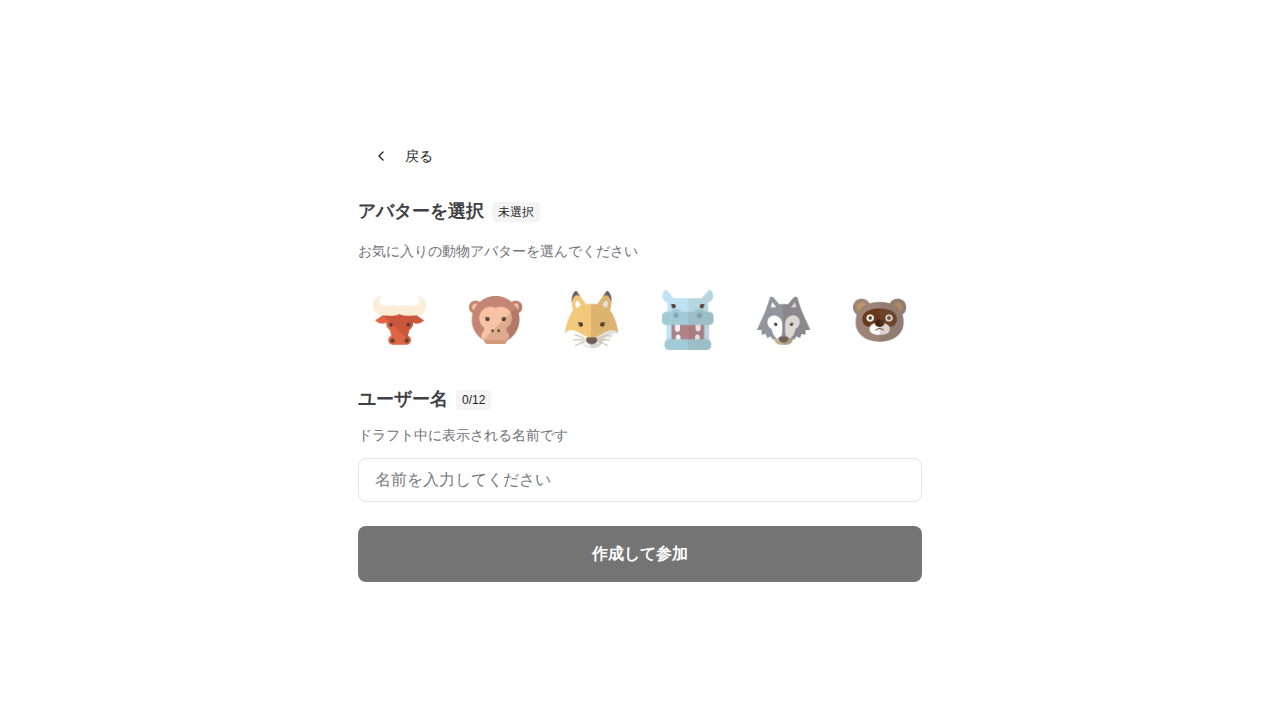 戻る
アバターを選択 未選択
お気に入りの動物アバターを選んでください
ユーザー名 0/12
ドラフト中に表示される名前です
名前を入力してください
作成して参加